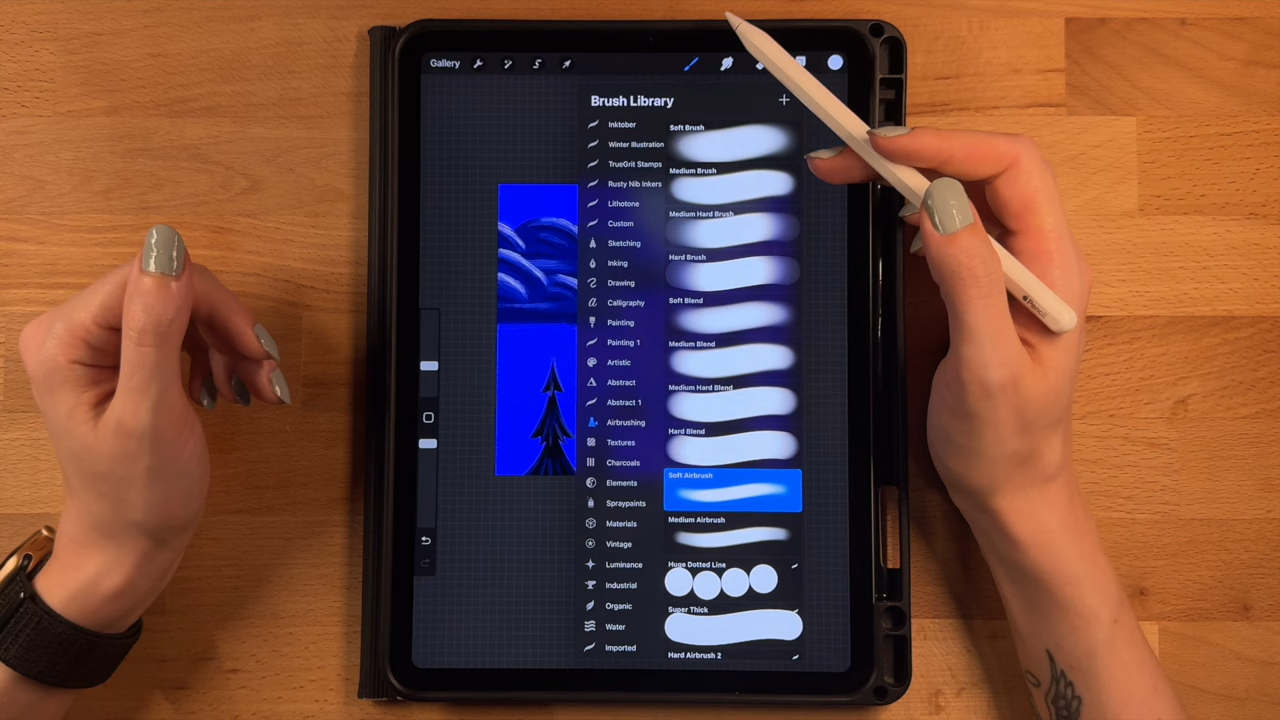 Gallery
Brush Library
Inktober
Winter Illustration
TrueGrit Stamps
Rusty Nib Inkers
Lithotone
Custom
Sketching
Inking
Drawing
Calligraphy
Painting
Painting 1
Artistic
Abstract
Abstract 1
Airbrushing
Textures
Charcoals
Elements
Spraypaints
Materials
Vintage
Luminance
Industrial
Organic
Water
Imported
Soft Brush
Medium Brush
Medium Hard Brush
Hard Brush
Soft Blend
Medium Blend
Medium Hard Blend
Hard Blend
Soft Airbrush
Medium Airbrush
Huge Dotted Line
Super Thick
Hard Airbrush 2
Pencil